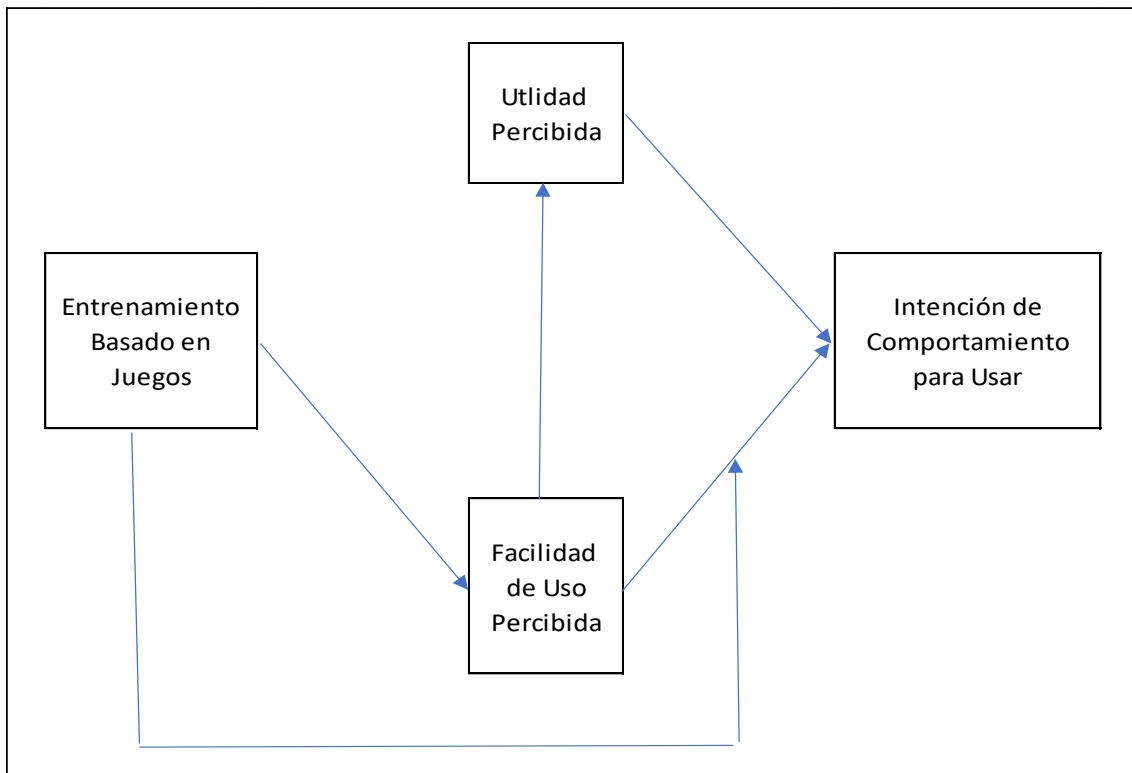 Utlidad
Percibida
Entrenamiento
Basado en
Juegos
Intención de
Comportamiento
para Usar
Facilidad
de Uso
Percibida